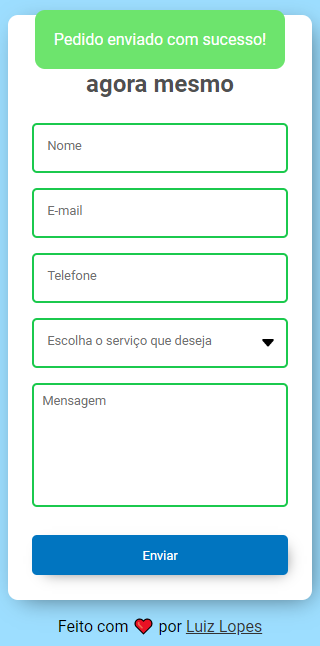 Pedido enviado com sucesso!
agora mesmo
Nome
E-mail
Telefone
Escolha o serviço que deseja
Mensagem
Enviar
Feito com ❤️ por Luiz Lopes